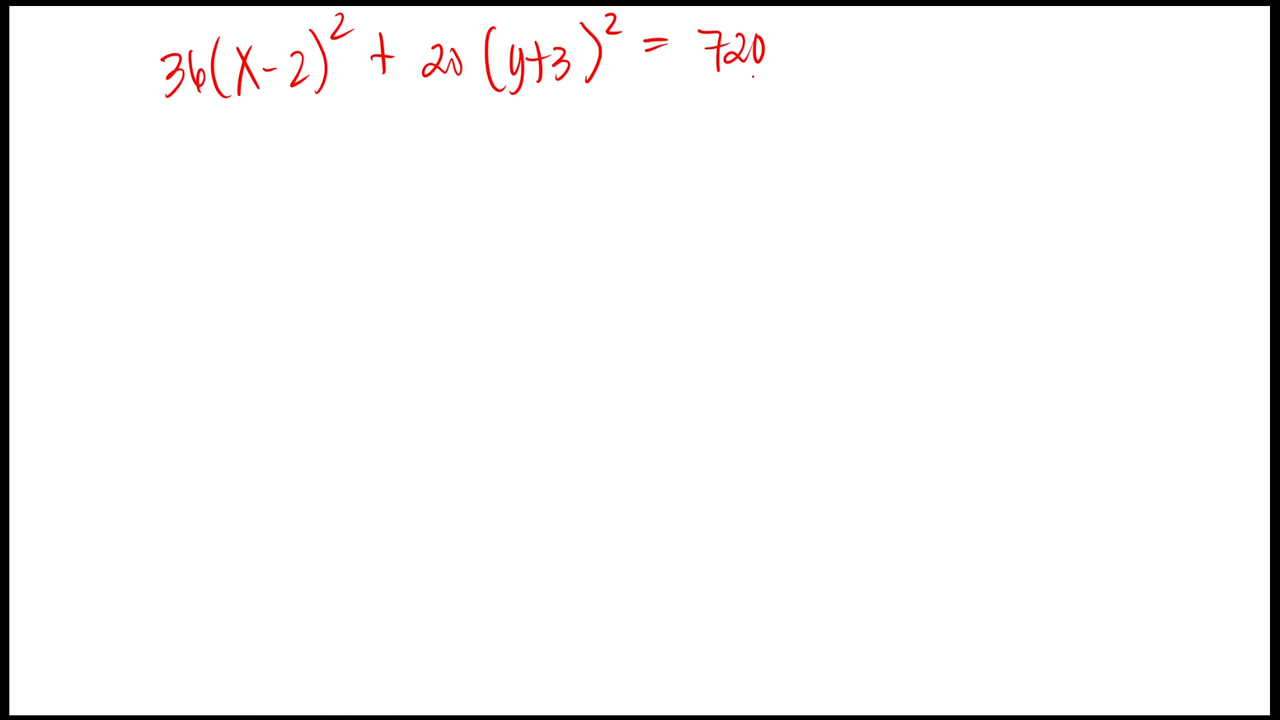 36(x-2)² + 20(y+3)² = 720